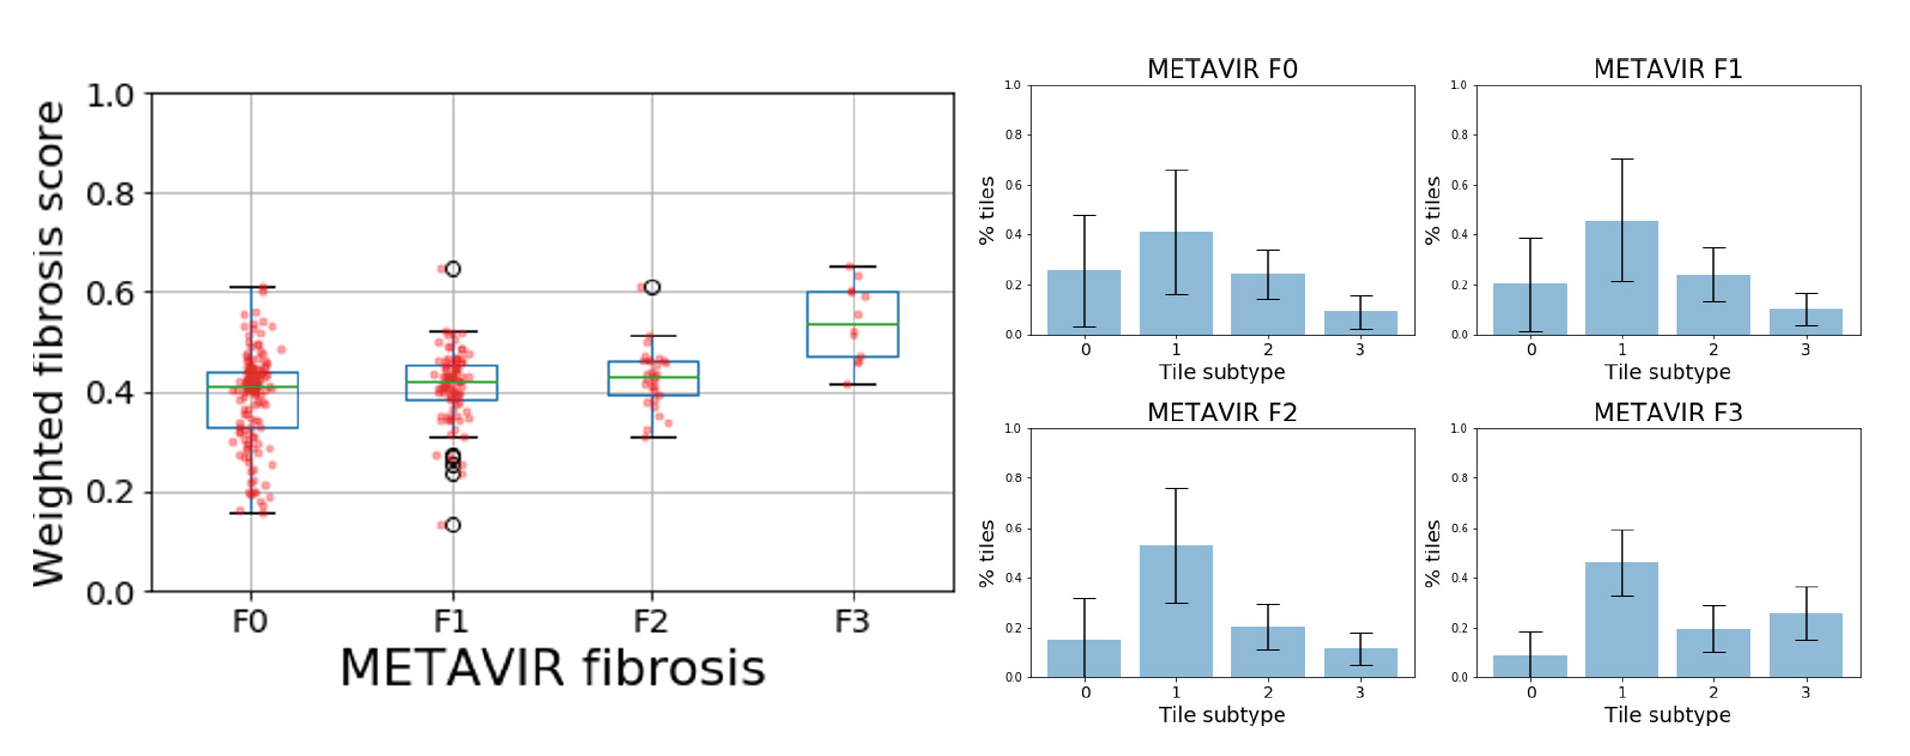 Weighted fibrosis score
1.0
0.8
0.6
0.4
0.2
0.0
F0 F1 F2 F3
METAVIR fibrosis
METAVIR F0
% tiles
1.0
0.8
0.6
0.4
0.2
0.0
0 1 2 3
Tile subtype
METAVIR F1
% tiles
1.0
0.8
0.6
0.4
0.2
0.0
0 1 2 3
Tile subtype
METAVIR F2
% tiles
1.0
0.8
0.6
0.4
0.2
0.0
0 1 2 3
Tile subtype
METAVIR F3
% tiles
1.0
0.8
0.6
0.4
0.2
0.0
0 1 2 3
Tile subtype